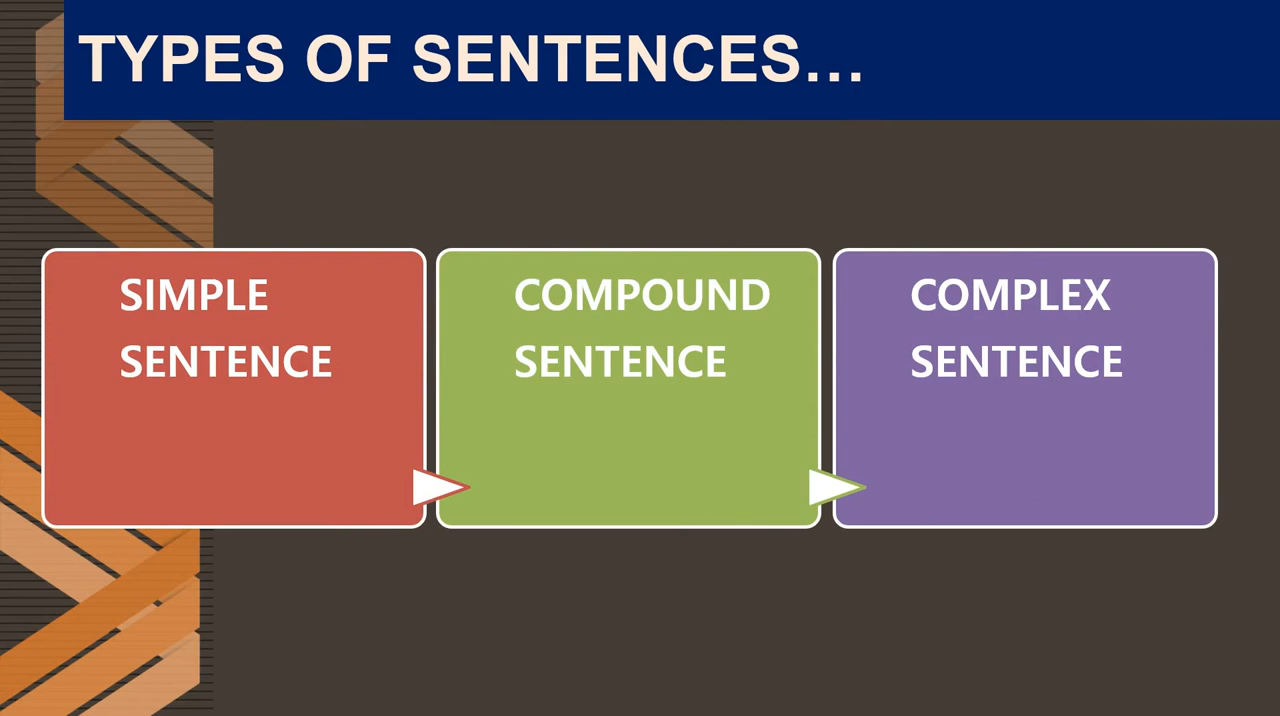 TYPES OF SENTENCES…
SIMPLE
SENTENCE
COMPOUND
SENTENCE
COMPLEX
SENTENCE